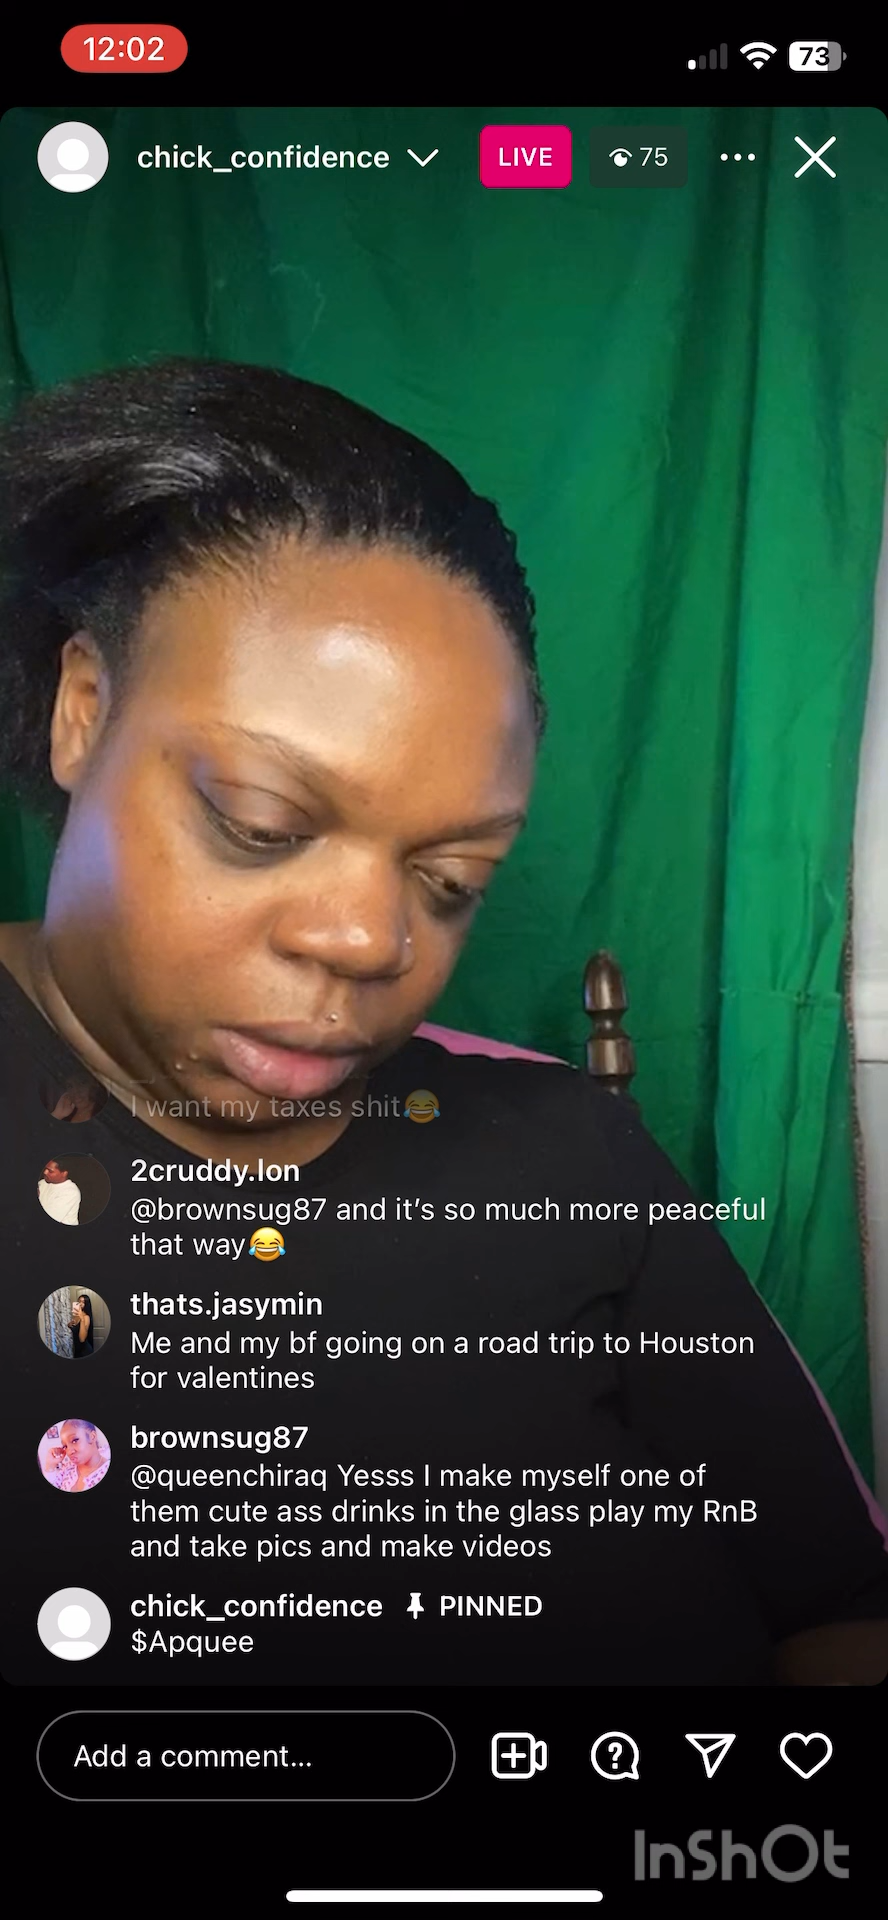 12:02
73
chick_confidence
LIVE
75
I want my taxes shit😂
2cruddy.lon
@brownsug87 and it’s so much more peaceful
that way😂
thats.jasymin
Me and my bf going on a road trip to Houston
for valentines
brownsug87
@queenchiraq Yesss I make myself one of
them cute ass drinks in the glass play my RnB
and take pics and make videos
chick_confidence PINNED
$Apquee
Add a comment...
InShOt